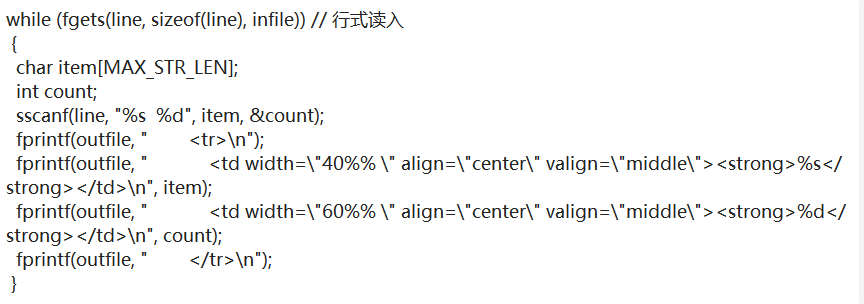 while (fgets(line, sizeof(line), infile)) // 行式读入
{
char item[MAX_STR_LEN];
int count;
sscanf(line, "%s  %d", item, &count);
fprintf(outfile, "        <tr>\n");
fprintf(outfile, "            <td width=\"40%% \" align=\"center\" valign=\"middle\"><strong>%s</
strong></td>\n", item);
fprintf(outfile, "            <td width=\"60%% \" align=\"center\" valign=\"middle\"><strong>%d</
strong></td>\n", count);
fprintf(outfile, "        </tr>\n");
}